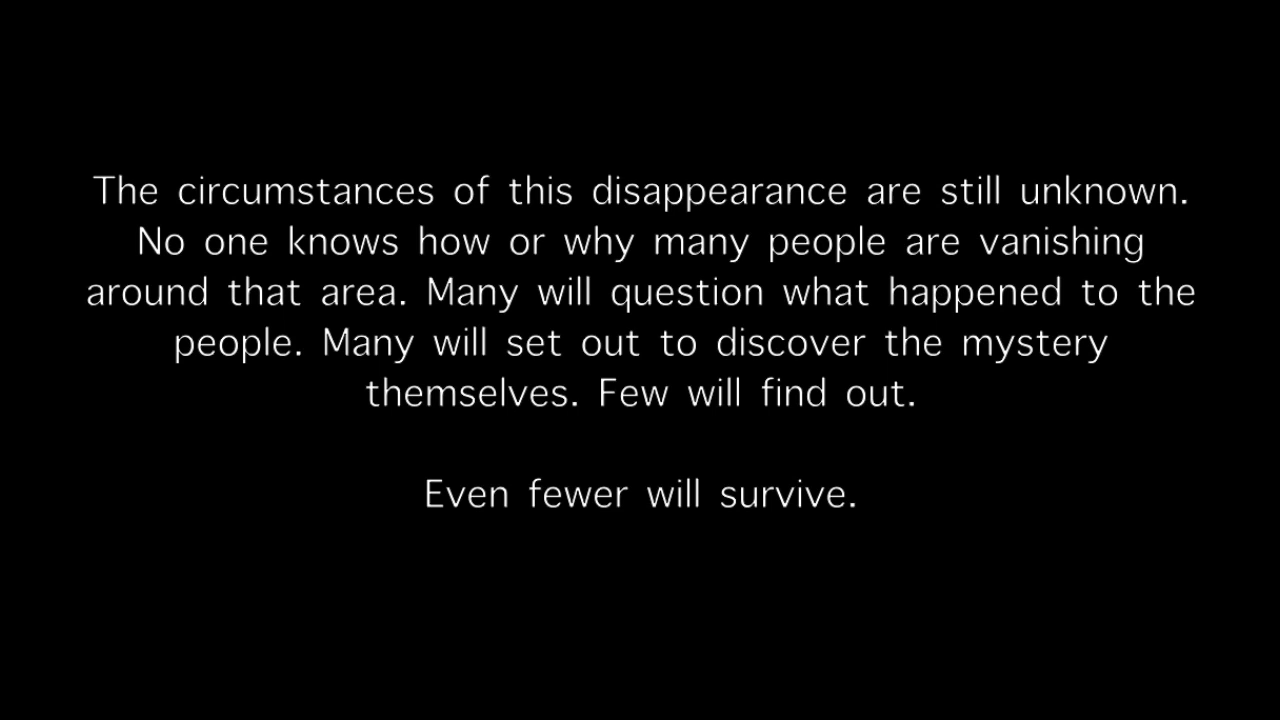 The circumstances of this disappearance are still unknown.
No one knows how or why many people are vanishing
around that area. Many will question what happened to the
people. Many will set out to discover the mystery
themselves. Few will find out.
Even fewer will survive.